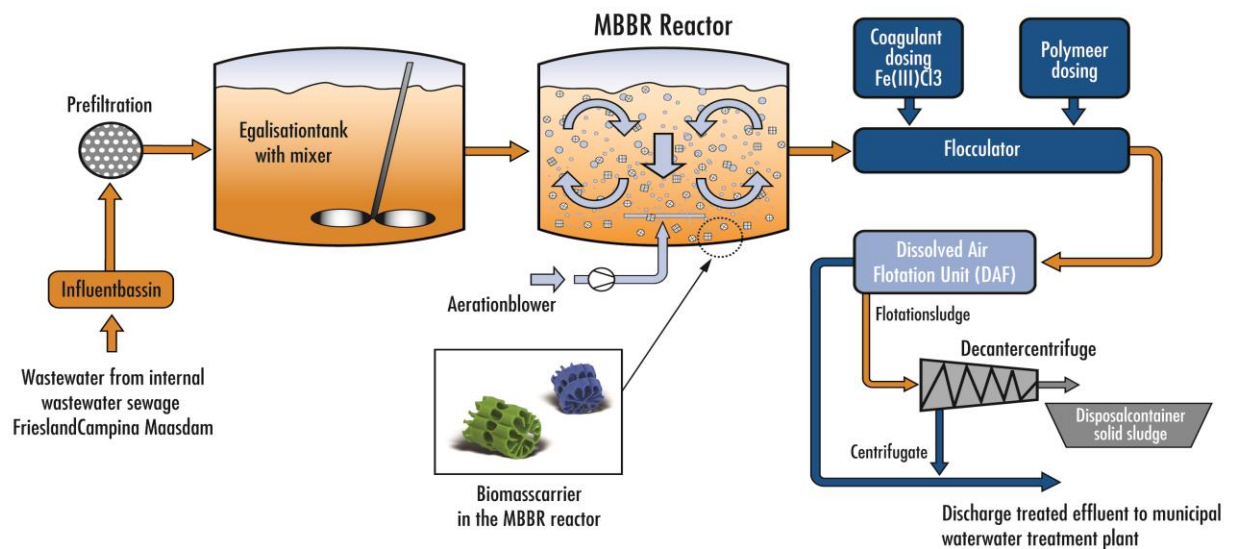 MBBR Reactor
Coagulant
dosing
Fe(III)Cl3
Polymeer
dosing
Prefiltration
Egalisationtank
with mixer
Flocculator
Influentbassin
Dissolved Air
Flotation Unit (DAF)
Aerationblower
Flotationsludge
Decantercentrifuge
Wastewater from internal
wastewater sewage
FrieslandCampina Maasdam
Disposalcontainer
solid sludge
Centrifugate
Biomasscarrier
in the MBBR reactor
Discharge treated effluent to municipal
waterwater treatment plant